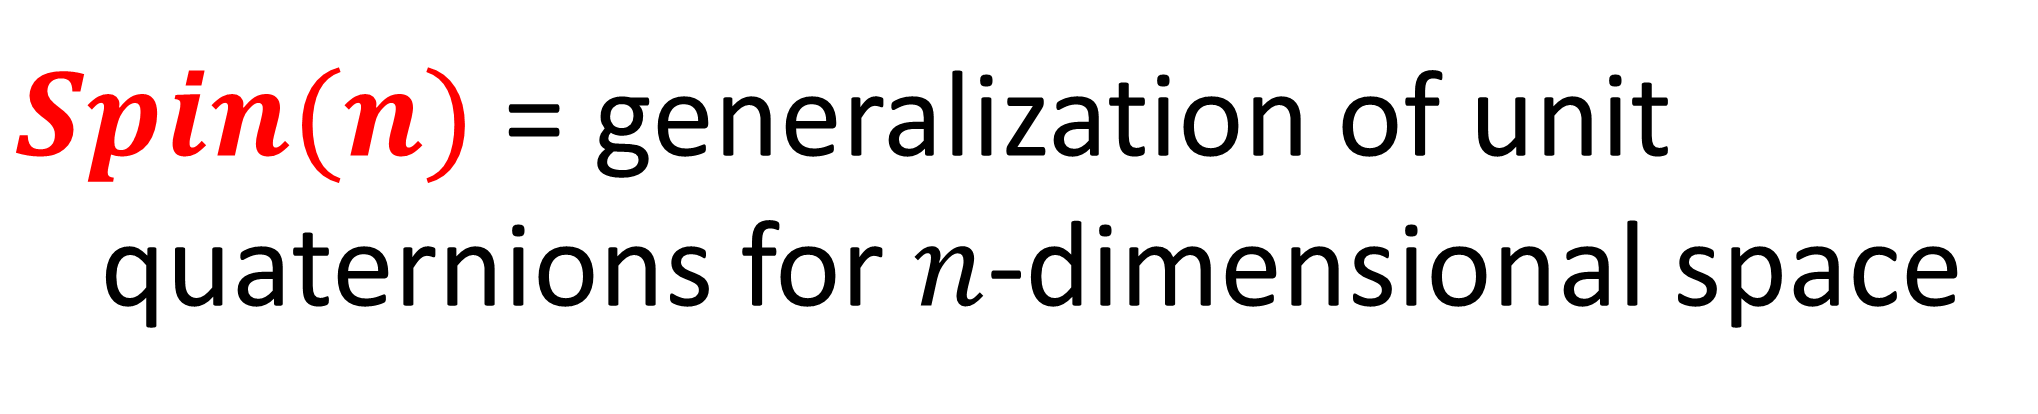 Spin(n) = generalization of unit
quaternions for n-dimensional space